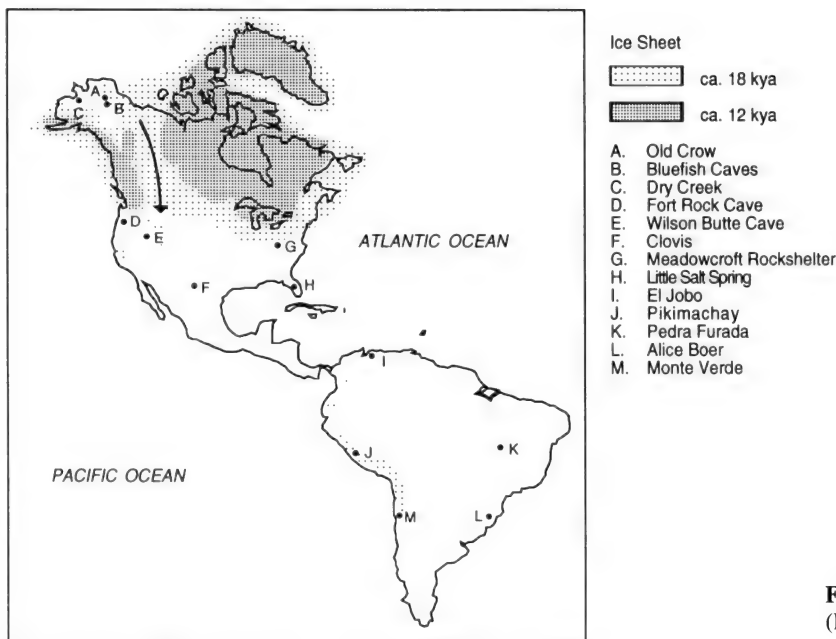 A
B
C
D
E
F
G
H
I
J
K
L
M
ATLANTIC OCEAN
PACIFIC OCEAN
Ice Sheet
ca. 18 kya
ca. 12 kya
A. Old Crow
B. Bluefish Caves
C. Dry Creek
D. Fort Rock Cave
E. Wilson Butte Cave
F. Clovis
G. Meadowcroft Rockshelter
H. Little Salt Spring
I. El Jobo
J. Pikimachay
K. Pedra Furada
L. Alice Boer
M. Monte Verde